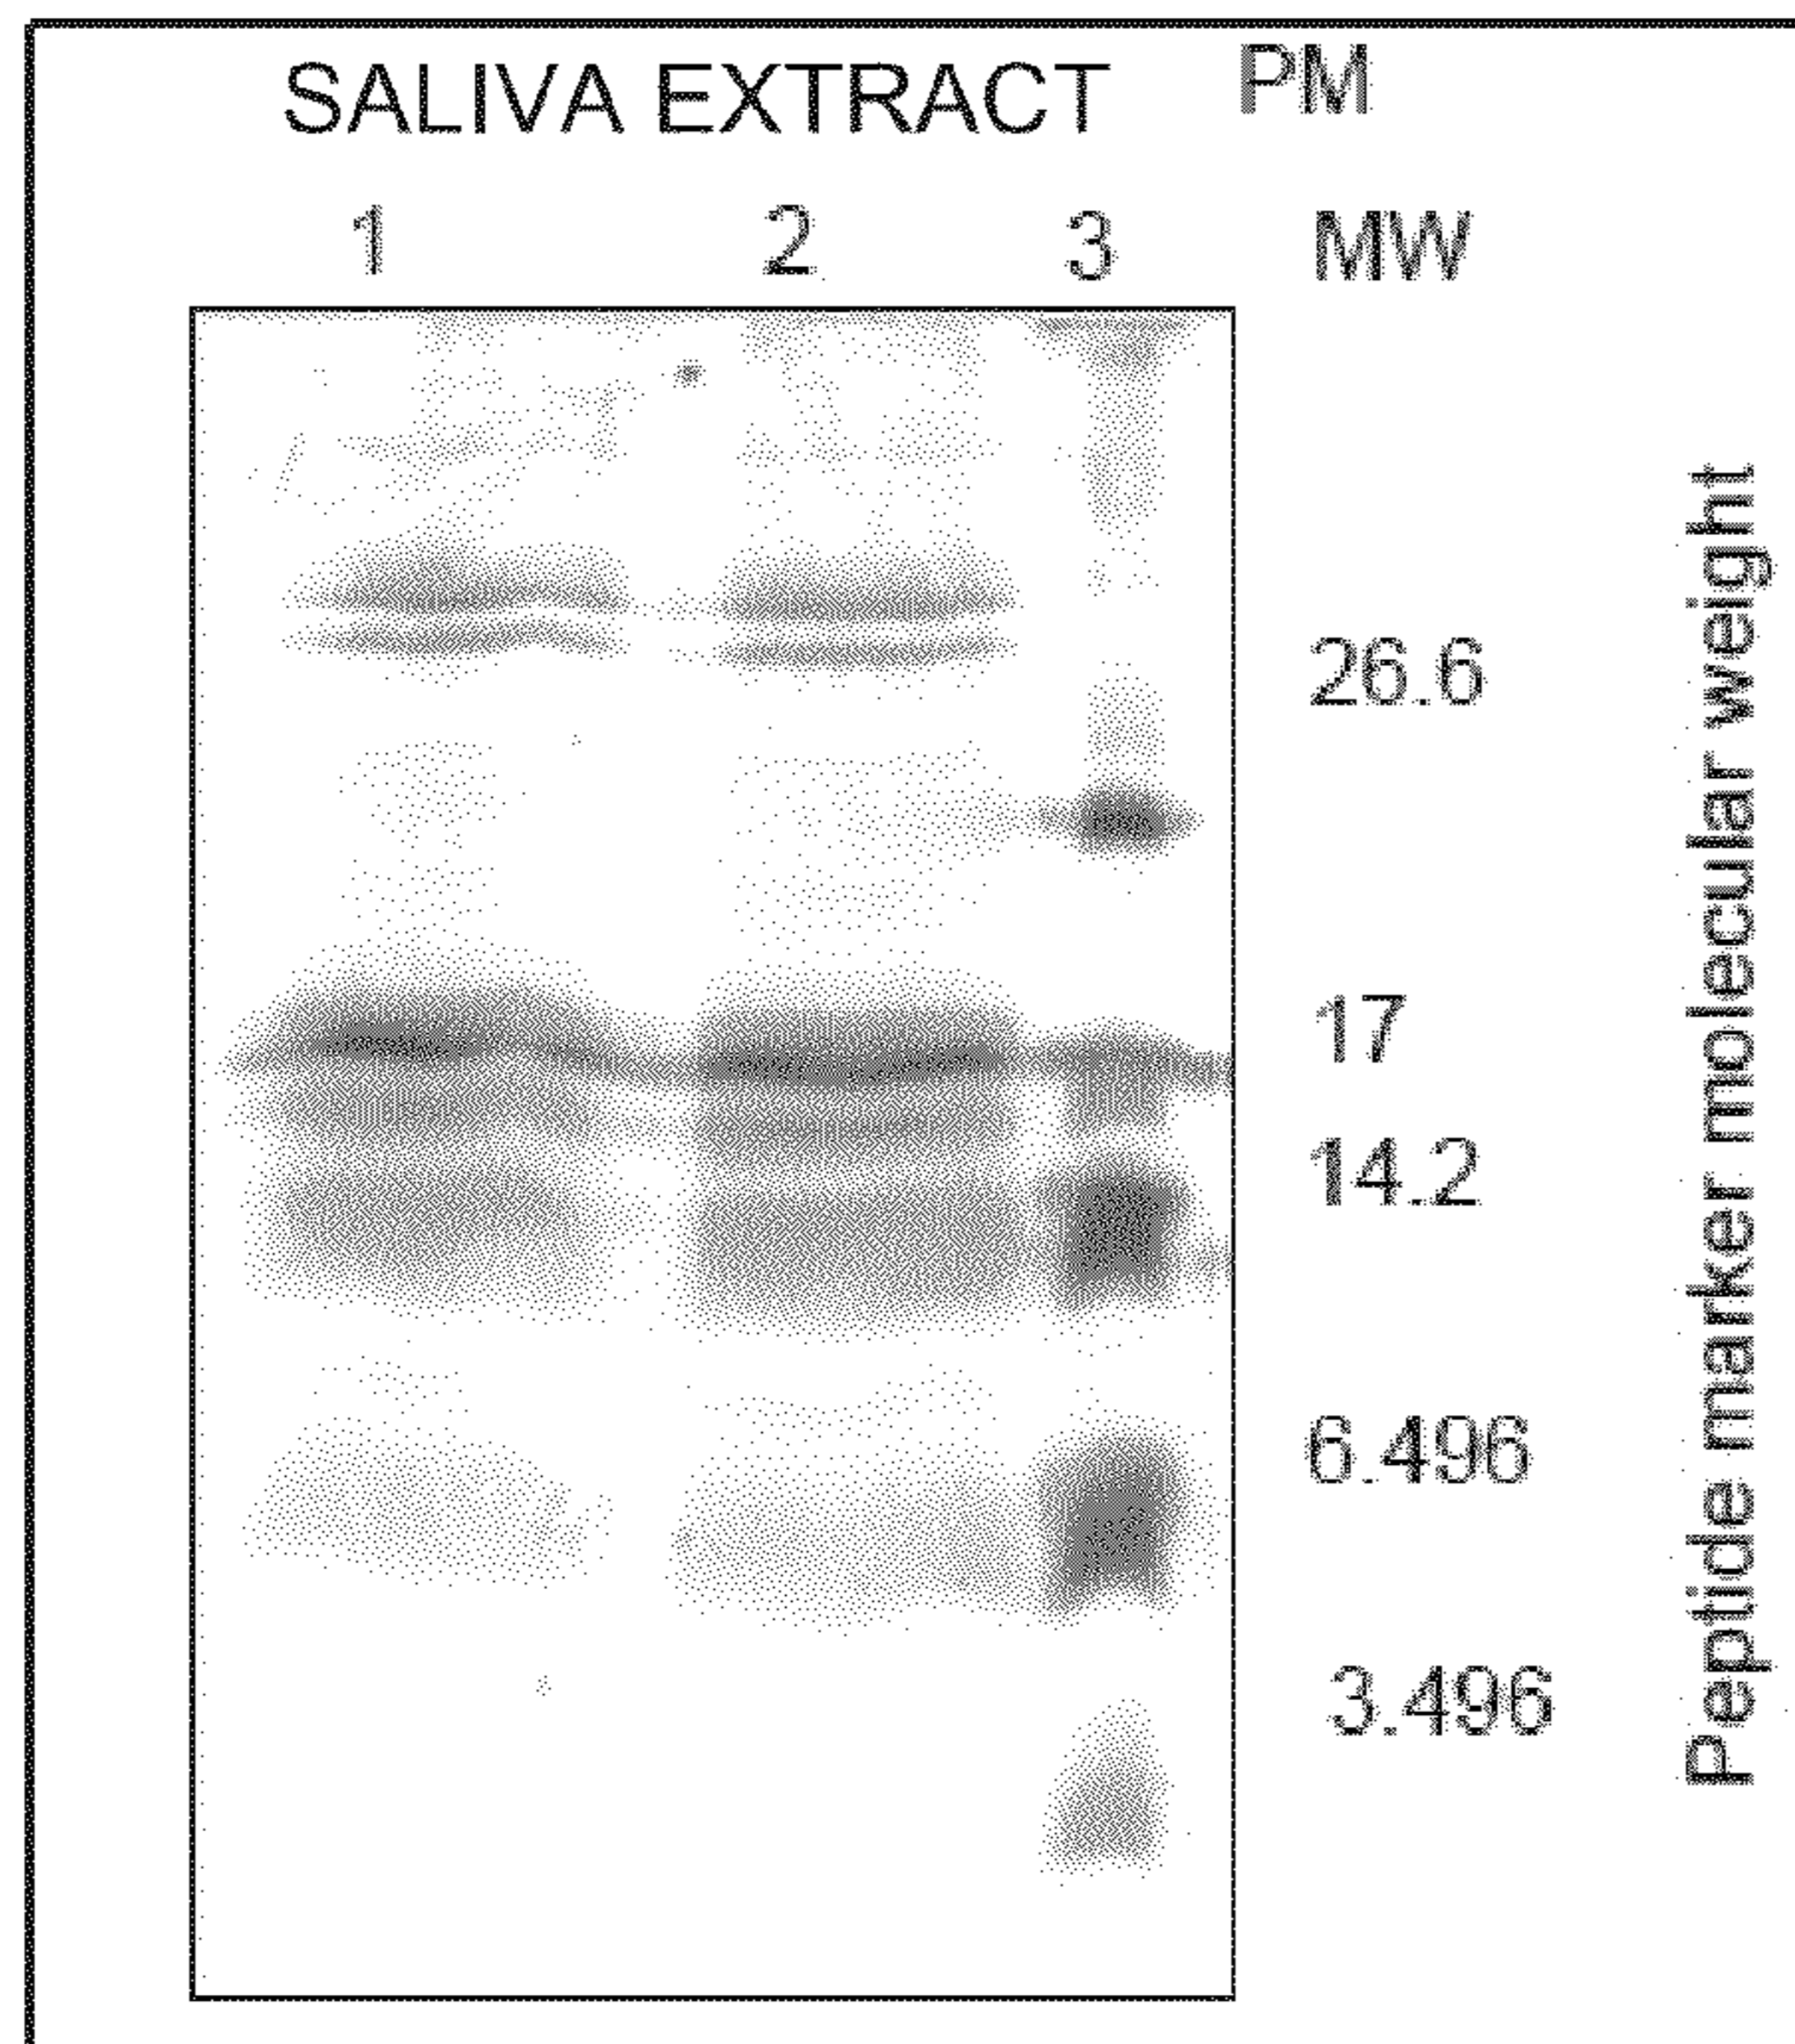 SALIVA EXTRACT PM
1 2 3 MW
26.6
17
14.2
6.496
3.496
Peptide marker molecular weight